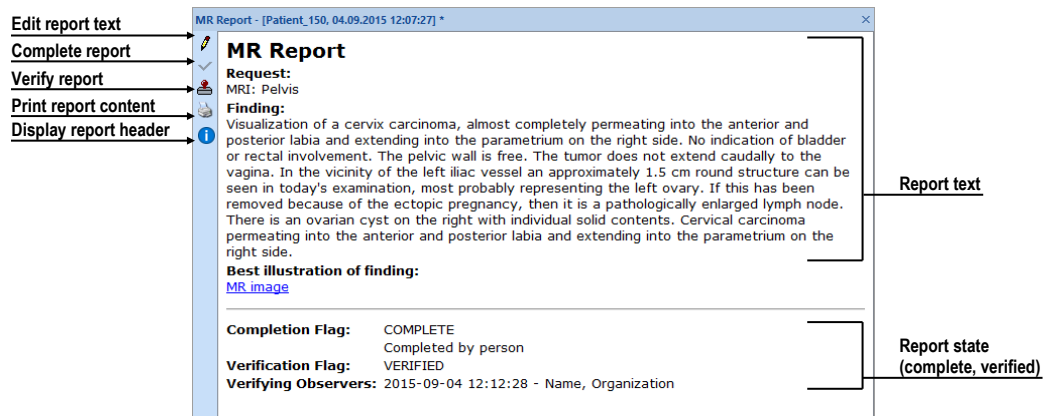 MR Report - [Patient_150, 04.09.2015 12:07:27] *
Edit report text
Complete report
Verify report
Print report content
Display report header
MR Report
Request:
MRI: Pelvis
Finding:
Visualization of a cervix carcinoma, almost completely permeating into the anterior and
posterior labia and extending into the parametrium on the right side. No indication of bladder
or rectal involvement. The pelvic wall is free. The tumor does not extend caudally to the
vagina. In the vicinity of the left iliac vessel an approximately 1.5 cm round structure can be
seen in today's examination, most probably representing the left ovary. If this has been
removed because of the ectopic pregnancy, then it is a pathologically enlarged lymph node.
There is an ovarian cyst on the right with individual solid contents. Cervical carcinoma
permeating into the anterior and posterior labia and extending into the parametrium on the
right side.
Best illustration of finding:
MR image
Report text
Completion Flag: COMPLETE
Completed by person
Verification Flag: VERIFIED
Verifying Observers: 2015-09-04 12:12:28 - Name, Organization
Report state
(complete, verified)